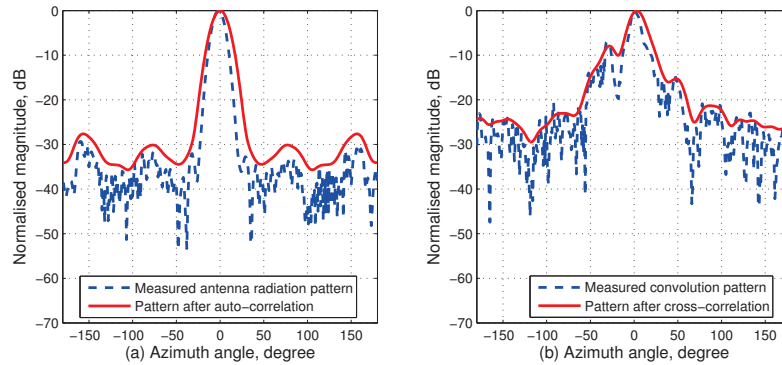 0
−10
−20
−30
−40
−50
−60
−70
Normalised magnitude, dB
Measured antenna radiation pattern
Pattern after auto-correlation
−150 −100 −50 0 50 100 150
(a) Azimuth angle, degree
0
−10
−20
−30
−40
−50
−60
−70
Normalised magnitude, dB
Measured convolution pattern
Pattern after cross-correlation
−150 −100 −50 0 50 100 150
(b) Azimuth angle, degree